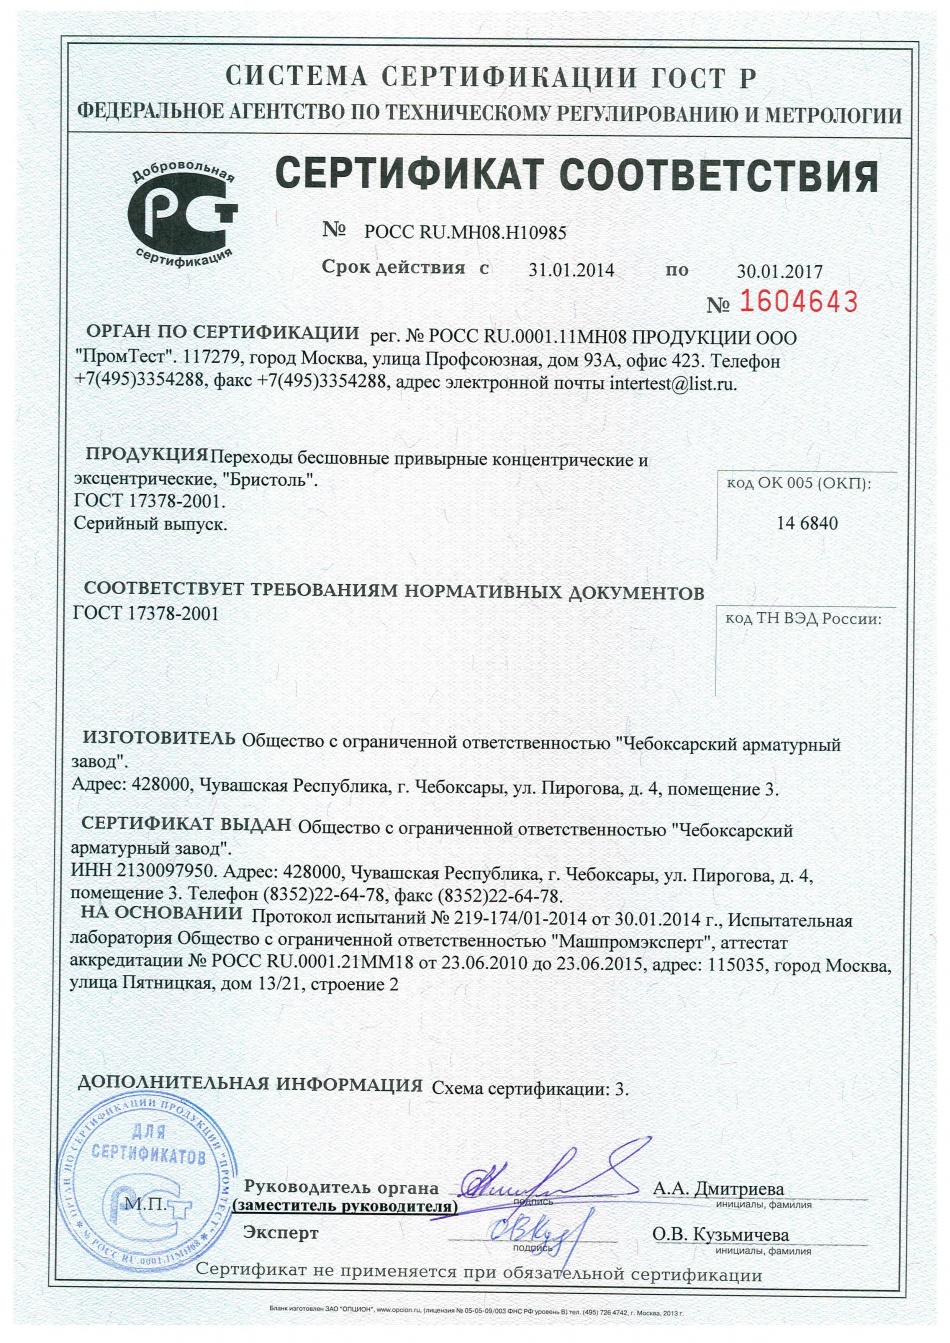 СИСТЕМА СЕРТИФИКАЦИИ ГОСТ Р
ФЕДЕРАЛЬНОЕ АГЕНТСТВО ПО ТЕХНИЧЕСКОМУ РЕГУЛИРОВАНИЮ И МЕТРОЛОГИИ
Добровольная
РСТ
сертификация
СЕРТИФИКАТ СООТВЕТСТВИЯ
№ РОСС RU.МН08.Н10985
Срок действия с 31.01.2014 по 30.01.2017
№ 1604643
ОРГАН ПО СЕРТИФИКАЦИИ рег. № РОСС RU.0001.11МН08 ПРОДУКЦИИ ООО
"ПромТест". 117279, город Москва, улица Профсоюзная, дом 93А, офис 423. Телефон
+7(495)3354288, факс +7(495)3354288, адрес электронной почты intertest@list.ru.
ПРОДУКЦИЯ Переходы бесшовные привырные концентрические и
эксцентрические, "Бристоль".
ГОСТ 17378-2001.
Серийный выпуск.
код ОК 005 (ОКП):
14 6840
СООТВЕТСТВУЕТ ТРЕБОВАНИЯМ НОРМАТИВНЫХ ДОКУМЕНТОВ
ГОСТ 17378-2001
код ТН ВЭД России:
ИЗГОТОВИТЕЛЬ Общество с ограниченной ответственностью "Чебоксарский арматурный
завод".
Адрес: 428000, Чувашская Республика, г. Чебоксары, ул. Пирогова, д. 4, помещение 3.
СЕРТИФИКАТ ВЫДАН Общество с ограниченной ответственностью "Чебоксарский
арматурный завод".
ИНН 2130097950. Адрес: 428000, Чувашская Республика, г. Чебоксары, ул. Пирогова, д. 4,
помещение 3. Телефон (8352)22-64-78, факс (8352)22-64-78.
НА ОСНОВАНИИ Протокол испытаний № 219-174/01-2014 от 30.01.2014 г., Испытательная
лаборатория Общество с ограниченной ответственностью "Машпромэксперт", аттестат
аккредитации № РОСС RU.0001.21ММ18 от 23.06.2010 до 23.06.2015, адрес: 115035, город Москва,
улица Пятницкая, дом 13/21, строение 2
ДОПОЛНИТЕЛЬНАЯ ИНФОРМАЦИЯ Схема сертификации: 3.
ОРГАН ПО СЕРТИФИКАЦИИ ПРОДУКЦИИ "ПРОМТЕСТ"
№ РОСС RU.0001.11МН08
ДЛЯ
СЕРТИФИКАТОВ
РСТ
М.П.
Руководитель органа
(заместитель руководителя)
подпись
А.А. Дмитриева
инициалы, фамилия
Эксперт
подпись
О.В. Кузьмичева
инициалы, фамилия
Сертификат не применяется при обязательной сертификации
Бланк изготовлен ЗАО "ОПЦИОН", www.opcion.ru, (лицензия № 05-05-09/003 ФНС РФ уровень В) тел. (495) 726 4742, г. Москва, 2013 г.